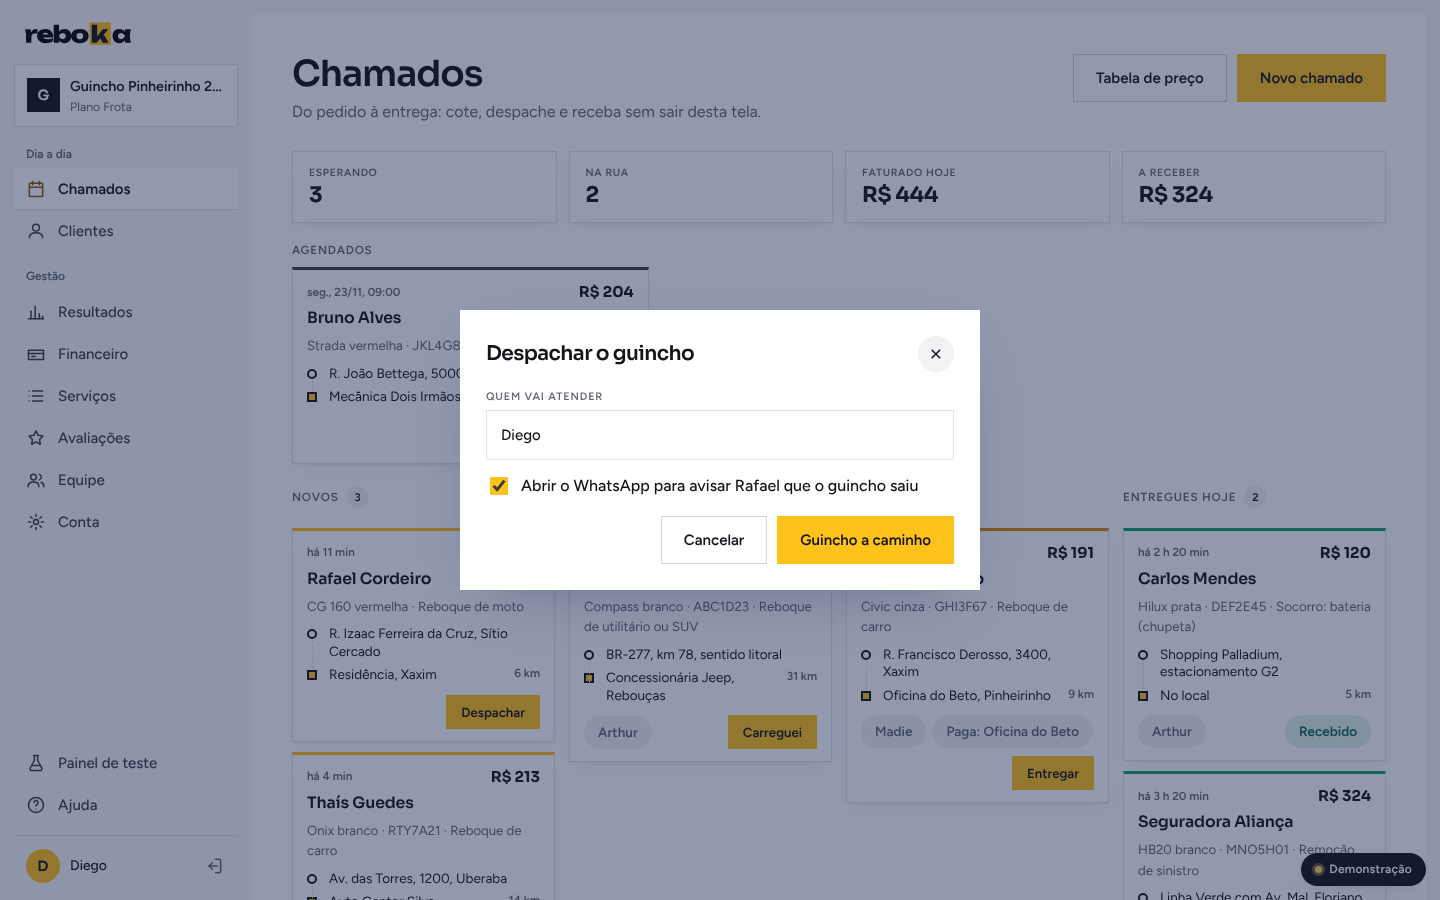 reboka
G
Guincho Pinheirinho 2...
Plano Frota
Dia a dia
Chamados
Clientes
Gestão
Resultados
Financeiro
Serviços
Avaliações
Equipe
Conta
Painel de teste
Ajuda
D
Diego
Chamados
Do pedido à entrega: cote, despache e receba sem sair desta tela.
Tabela de preço
Novo chamado
ESPERANDO
3
NA RUA
2
FATURADO HOJE
R$ 444
A RECEBER
R$ 324
AGENDADOS
seg., 23/11, 09:00
R$ 204
Bruno Alves
Strada vermelha · JKL4G8
R. João Bettega, 500
Mecânica Dois Irmãos
Despachar o guincho
QUEM VAI ATENDER
Diego
Abrir o WhatsApp para avisar Rafael que o guincho saiu
Cancelar
Guincho a caminho
NOVOS 3
há 11 min
Rafael Cordeiro
CG 160 vermelha · Reboque de moto
R. Izaac Ferreira da Cruz, Sítio
Cercado
Residência, Xaxim
6 km
Despachar
há 4 min
R$ 213
Thaís Guedes
Onix branco · RTY7A21 · Reboque de
carro
Av. das Torres, 1200, Uberaba
Compass branco · ABC1D23 · Reboque
de utilitário ou SUV
BR-277, km 78, sentido litoral
Concessionária Jeep,
Rebouças
31 km
Arthur
Carreguei
R$ 191
Civic cinza · GHI3F67 · Reboque de
carro
R. Francisco Derosso, 3400,
Xaxim
Oficina do Beto, Pinheirinho
9 km
Madie
Paga: Oficina do Beto
Entregar
ENTREGUES HOJE 2
há 2 h 20 min
R$ 120
Carlos Mendes
Hilux prata · DEF2E45 · Socorro: bateria
(chupeta)
Shopping Palladium,
estacionamento G2
No local
5 km
Arthur
Recebido
há 3 h 20 min
R$ 324
Seguradora Aliança
HB20 branco · MNO5H01 · Remoção
de sinistro
Linha Verde com Av. Mal. Floriano
Demonstração